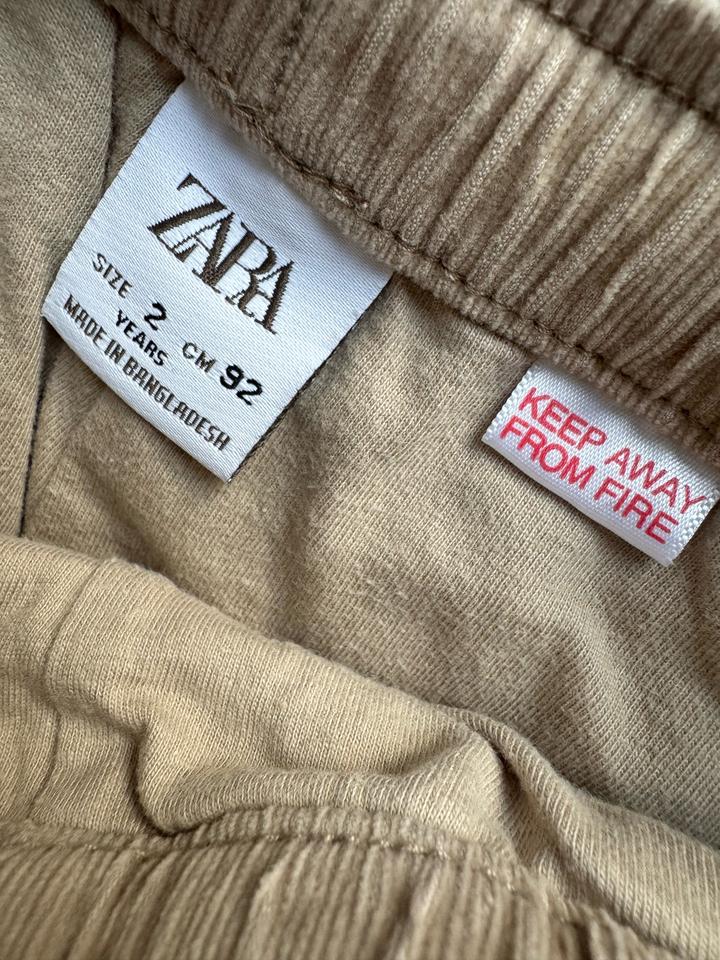 ZARA
SIZE 2 CM 92
YEARS
MADE IN BANGLADESH
KEEP AWAY
FROM FIRE